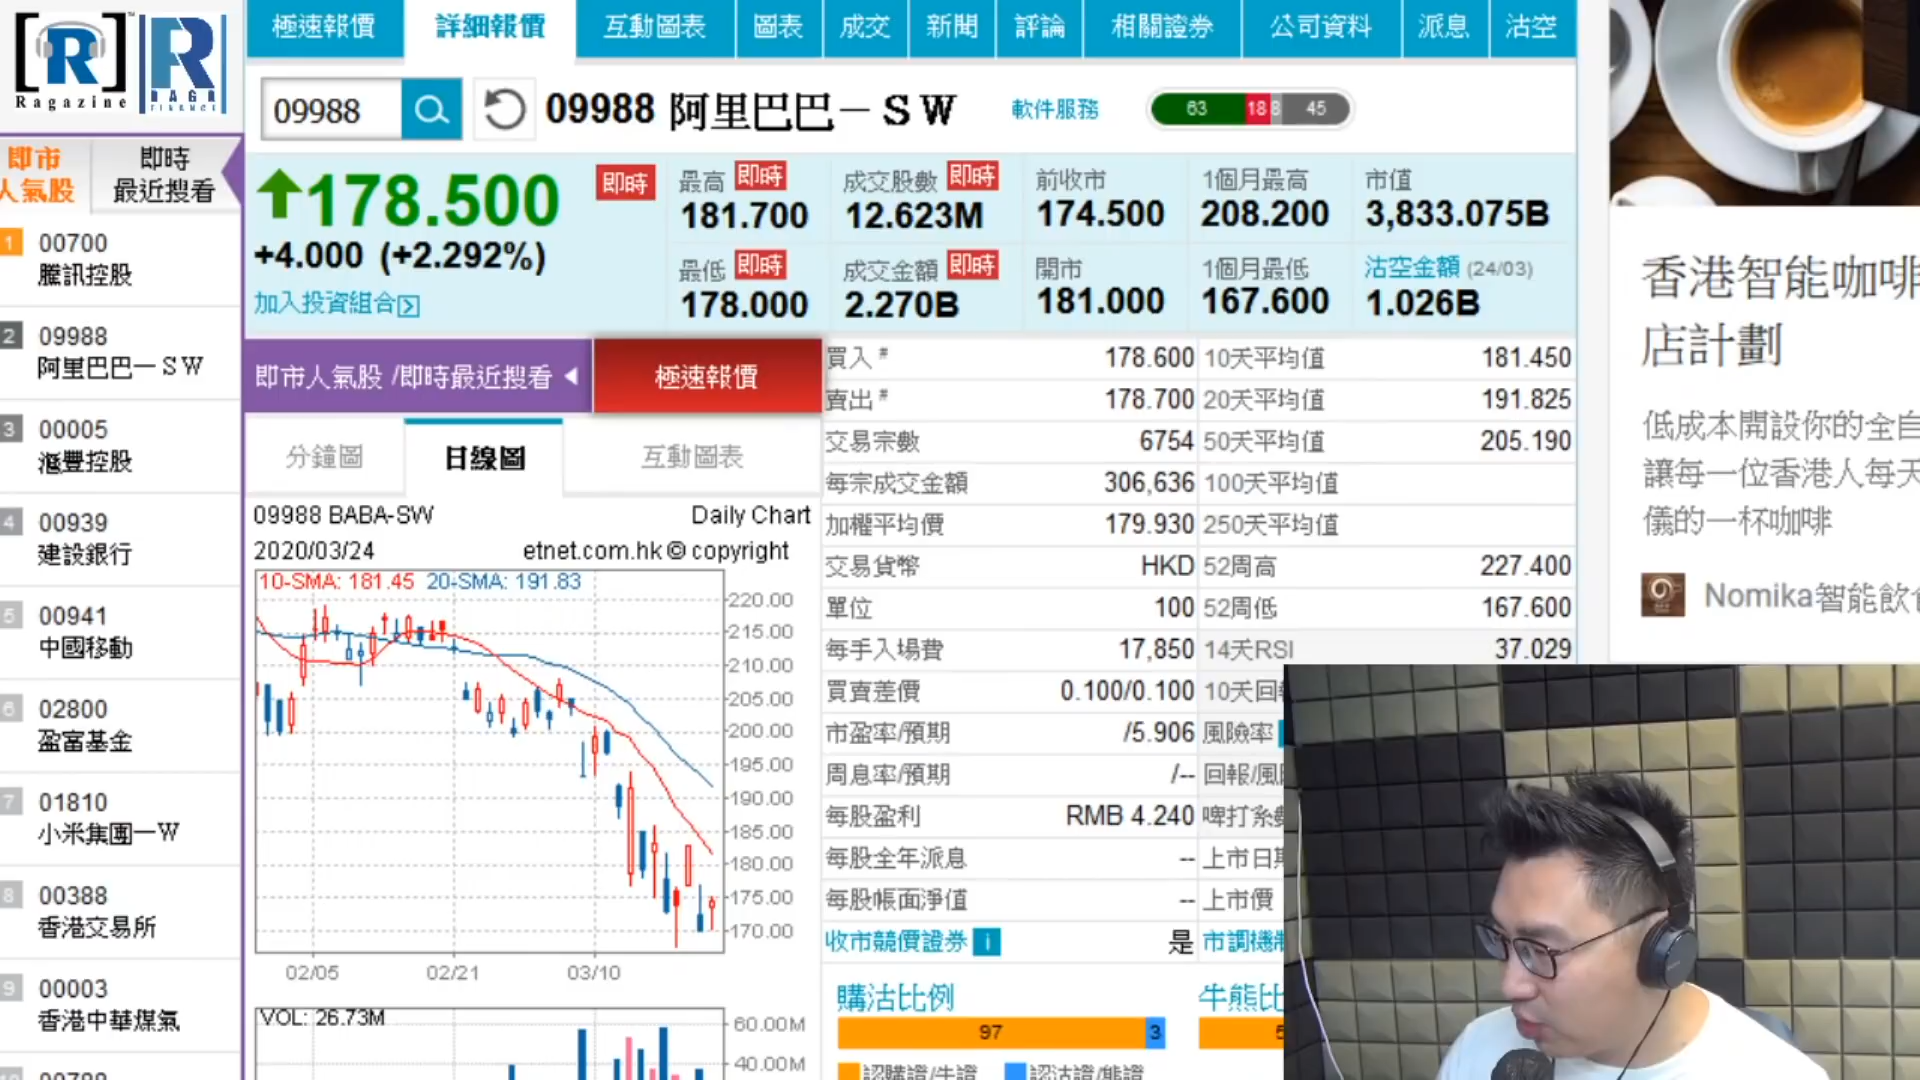 Ragazine
RAGA
FINANCE
極速報價
詳細報價
互動圖表
圖表
成交
新聞
評論
相關證券
公司資料
派息
沽空
09988
09988 阿里巴巴－ＳＷ
軟件服務
63
18
8
45
即市
人氣股
即時
最近搜看
1
00700
騰訊控股
2
09988
阿里巴巴－ＳＷ
3
00005
滙豐控股
4
00939
建設銀行
5
00941
中國移動
6
02800
盈富基金
7
01810
小米集團－Ｗ
8
00388
香港交易所
9
00003
香港中華煤氣
178.500
即時
+4.000 (+2.292%)
加入投資組合
最高 即時
181.700
成交股數 即時
12.623M
前收市
174.500
1個月最高
208.200
市值
3,833.075B
最低 即時
178.000
成交金額 即時
2.270B
開市
181.000
1個月最低
167.600
沽空金額 (24/03)
1.026B
即市人氣股 /即時最近搜看
極速報價
分鐘圖
日線圖
互動圖表
09988 BABA-SW
Daily Chart
2020/03/24
etnet.com.hk © copyright
10-SMA: 181.45
20-SMA: 191.83
220.00
215.00
210.00
205.00
200.00
195.00
190.00
185.00
180.00
175.00
170.00
02/05
02/21
03/10
VOL: 26.73M
60.00M
40.00M
買入 # 178.600
10天平均值 181.450
賣出 # 178.700
20天平均值 191.825
交易宗數 6754
50天平均值 205.190
每宗成交金額 306,636
100天平均值
加權平均價 179.930
250天平均值
交易貨幣 HKD
52周高 227.400
單位 100
52周低 167.600
每手入場費 17,850
14天RSI 37.029
買賣差價 0.100/0.100
10天回
市盈率/預期 /5.906
風險率
周息率/預期 /--
回報/風
每股盈利 RMB 4.240
啤打系
每股全年派息 --
上市日
每股帳面淨值 --
上市價
收市競價證券 i 是
市調機
購沽比例
97
3
認購證/牛證
認沽證/熊證
牛熊比
香港智能咖啡
店計劃
低成本開設你的全自
讓每一位香港人每天
儀的一杯咖啡
Nomika智能飲